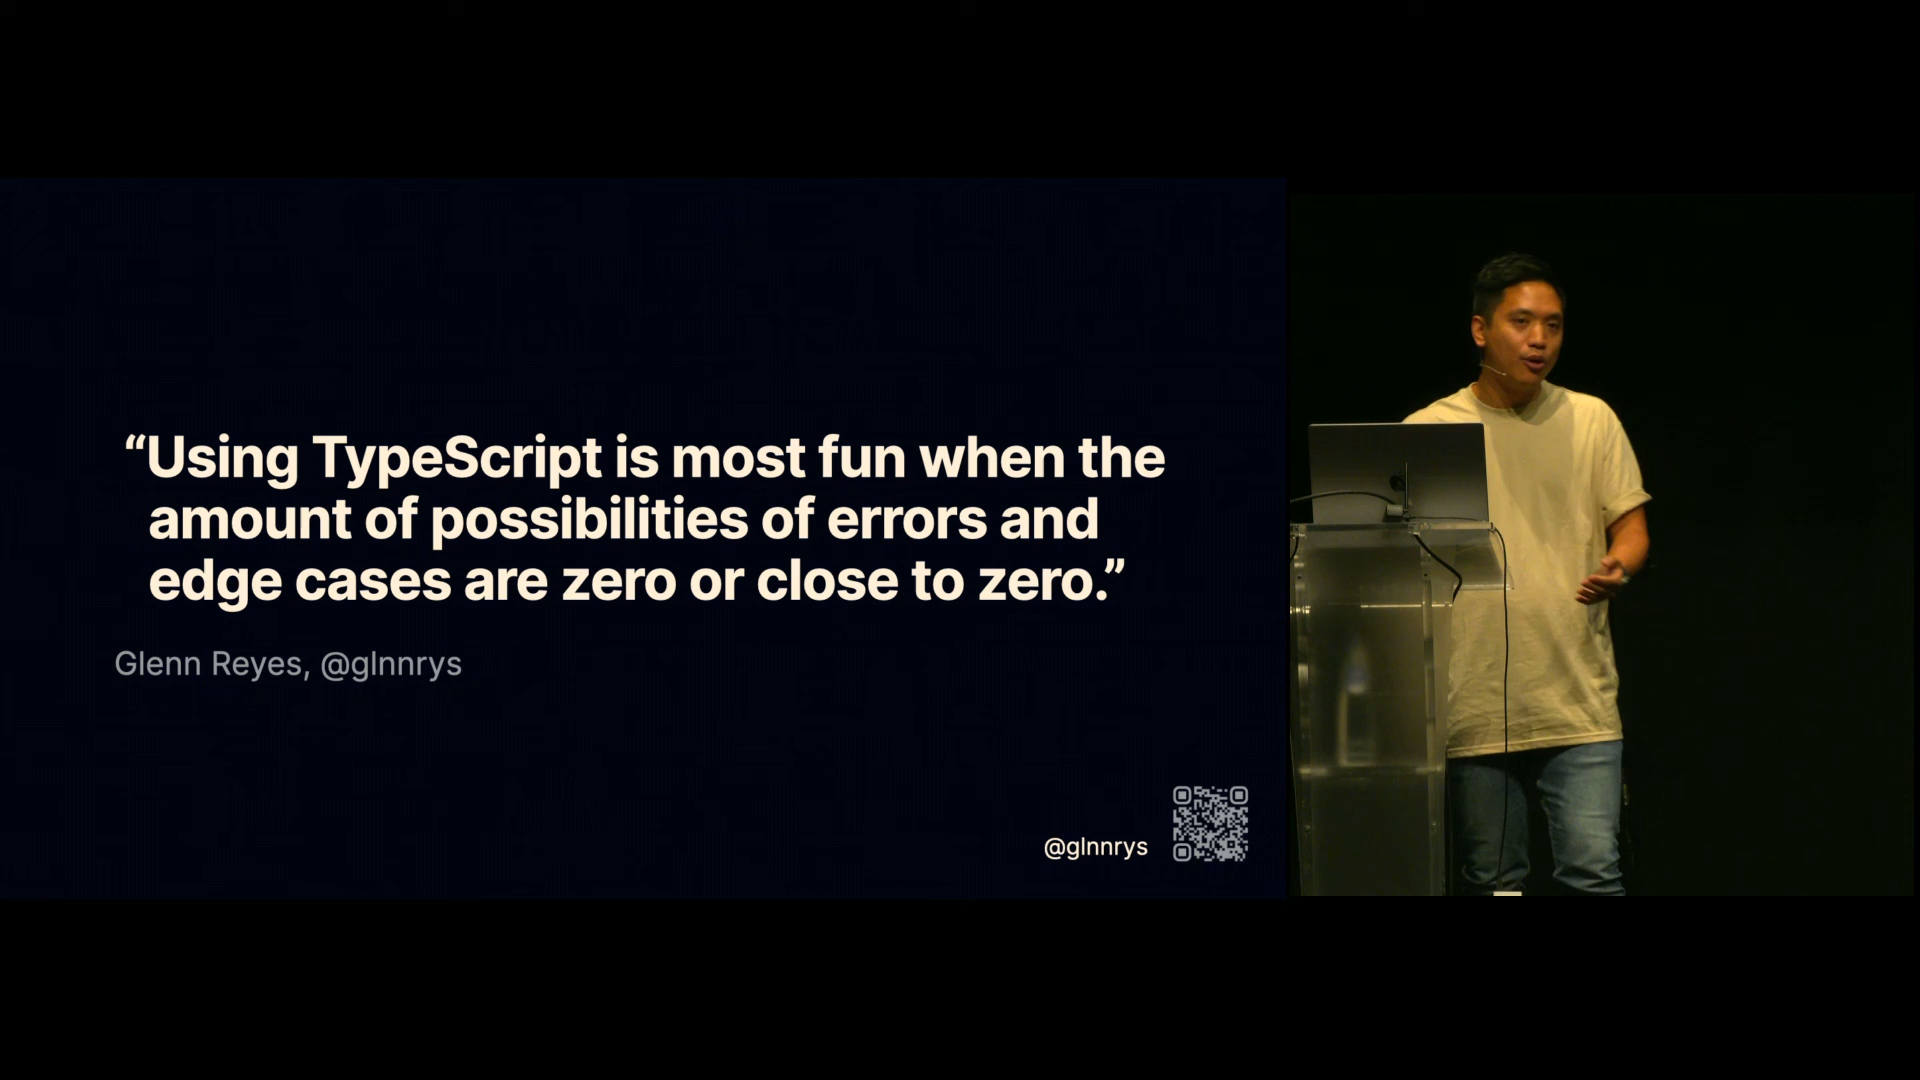 “Using TypeScript is most fun when the
amount of possibilities of errors and
edge cases are zero or close to zero.”
Glenn Reyes, @glnnrys
@glnnrys